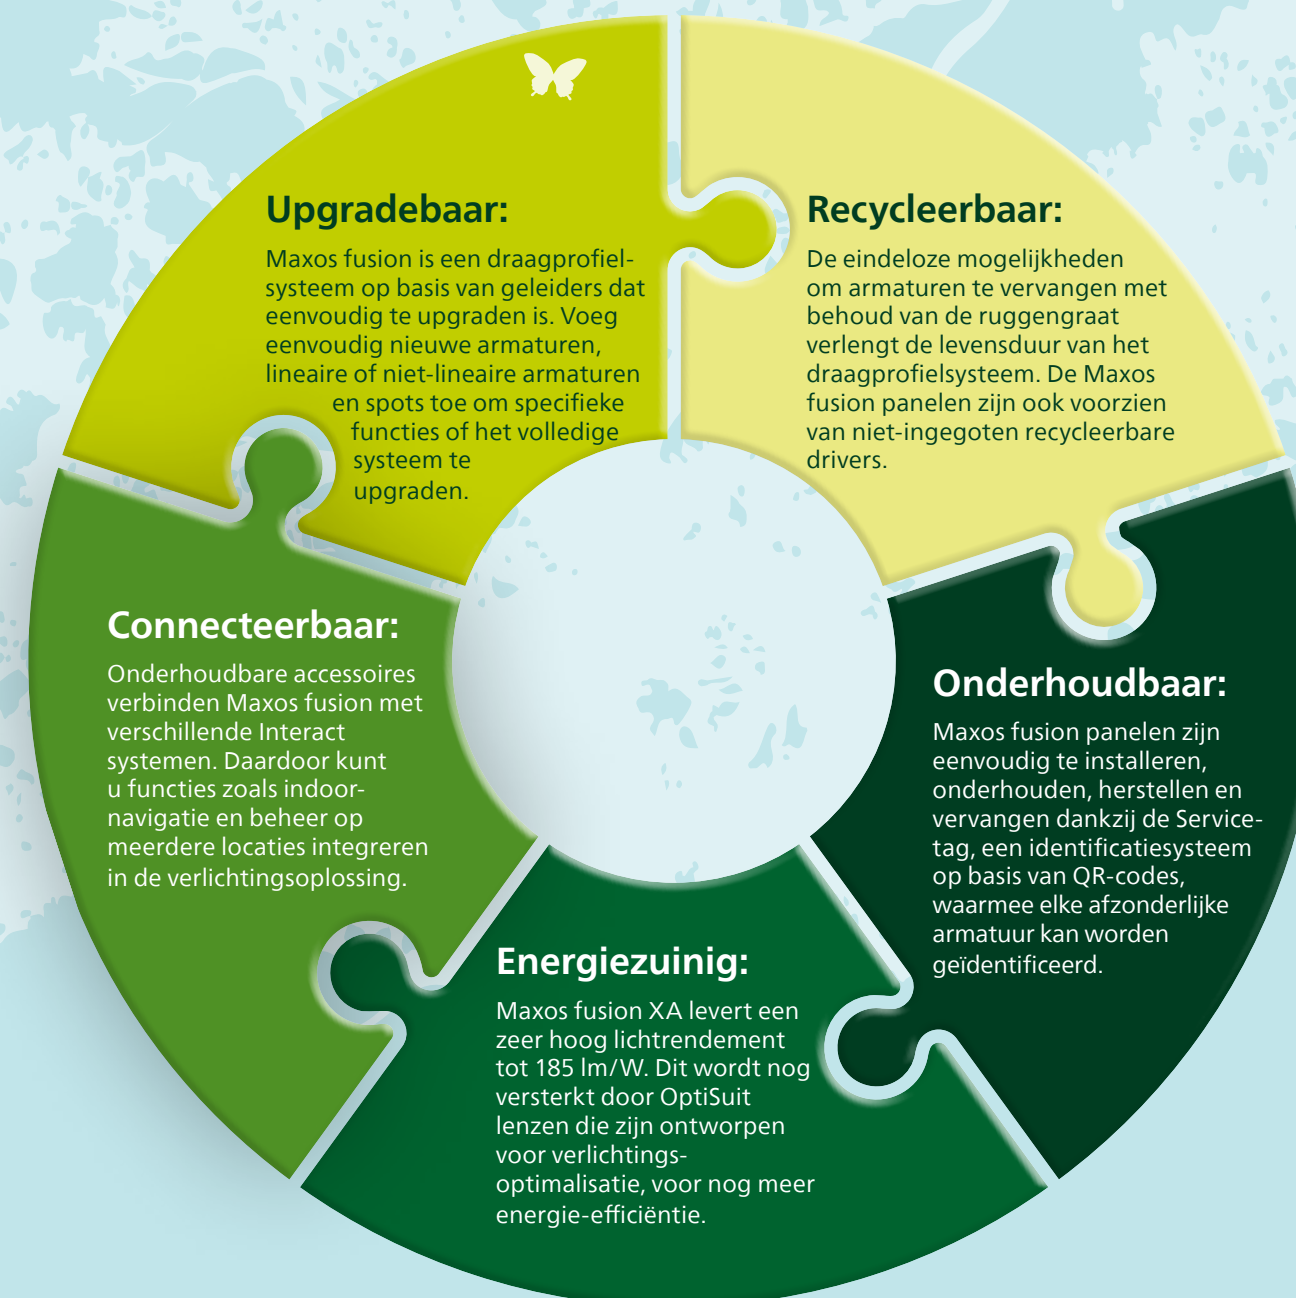 Upgradebaar:
Maxos fusion is een draagprofiel-
systeem op basis van geleiders dat
eenvoudig te upgraden is. Voeg
eenvoudig nieuwe armaturen,
lineaire of niet-lineaire armaturen
en spots toe om specifieke
functies of het volledige
systeem te
upgraden.
Recycleerbaar:
De eindeloze mogelijkheden
om armaturen te vervangen met
behoud van de ruggengraat
verlengt de levensduur van het
draagprofielsysteem. De Maxos
fusion panelen zijn ook voorzien
van niet-ingegoten recycleerbare
drivers.
Connecteerbaar:
Onderhoudbare accessoires
verbinden Maxos fusion met
verschillende Interact
systemen. Daardoor kunt
u functies zoals indoor-
navigatie en beheer op
meerdere locaties integreren
in de verlichtingsoplossing.
Onderhoudbaar:
Maxos fusion panelen zijn
eenvoudig te installeren,
onderhouden, herstellen en
vervangen dankzij de Service-
tag, een identificatiesysteem
op basis van QR-codes,
waarmee elke afzonderlijke
armatuur kan worden
geïdentificeerd.
Energiezuinig:
Maxos fusion XA levert een
zeer hoog lichtrendement
tot 185 lm/W. Dit wordt nog
versterkt door OptiSuit
lenzen die zijn ontworpen
voor verlichtings-
optimalisatie, voor nog meer
energie-efficiëntie.